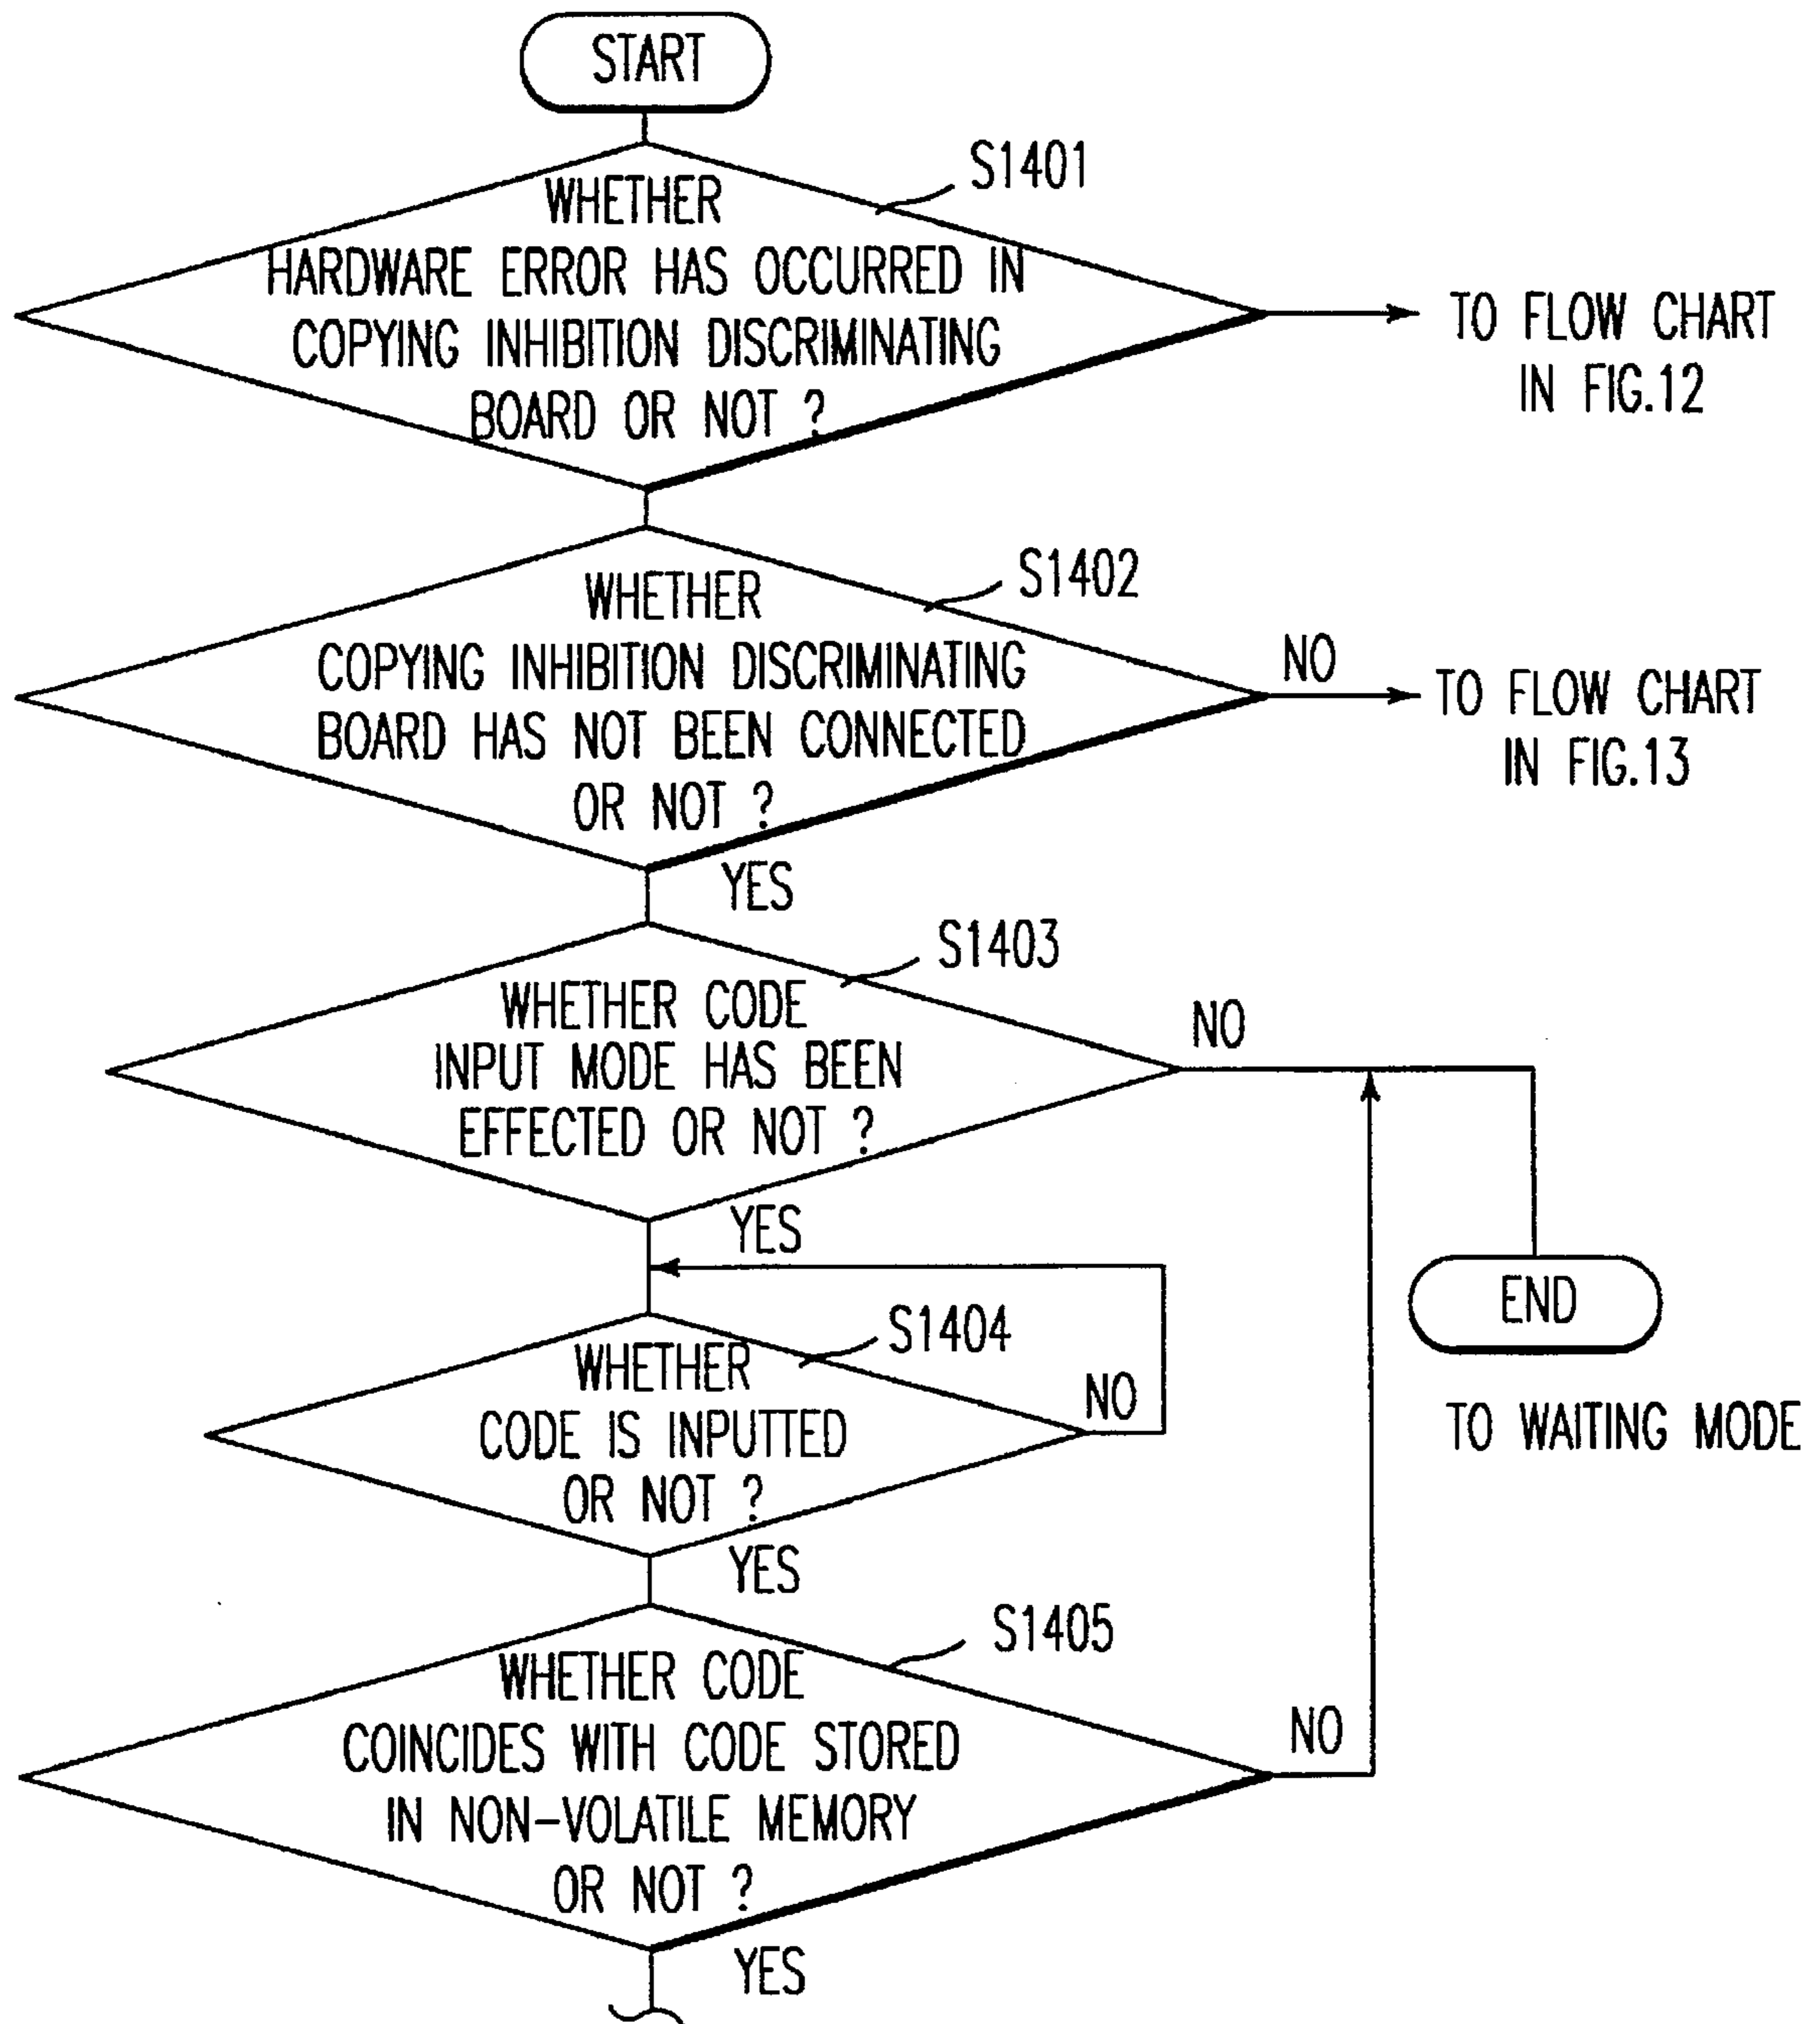 START
S1401
WHETHER
HARDWARE ERROR HAS OCCURRED IN
COPYING INHIBITION DISCRIMINATING
BOARD OR NOT ?
TO FLOW CHART
IN FIG.12
S1402
WHETHER
COPYING INHIBITION DISCRIMINATING
BOARD HAS NOT BEEN CONNECTED
OR NOT ?
NO
TO FLOW CHART
IN FIG.13
YES
S1403
WHETHER CODE
INPUT MODE HAS BEEN
EFFECTED OR NOT ?
NO
YES
END
TO WAITING MODE
S1404
WHETHER
CODE IS INPUTTED
OR NOT ?
NO
YES
S1405
WHETHER CODE
COINCIDES WITH CODE STORED
IN NON-VOLATILE MEMORY
OR NOT ?
NO
YES